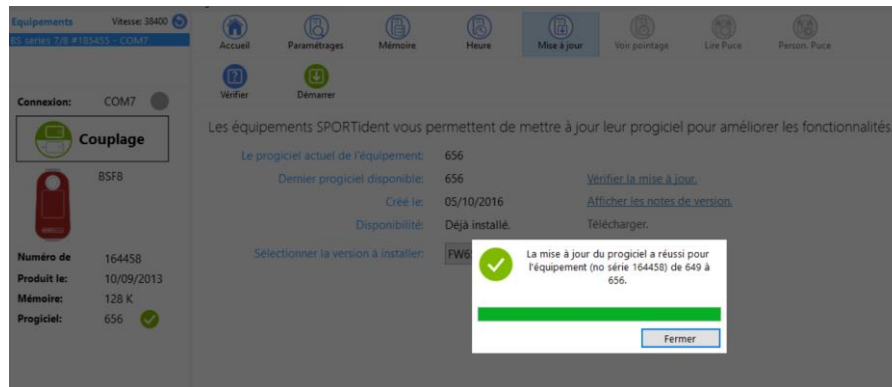 Equipements Vitesse: 38400
BS series 7/8 #185455 - COM7
Accueil Paramétrages Mémoire Heure Mise à jour Voir pointage Lire Puce Person. Puce
Vérifier Démarrer
Connexion: COM7
Couplage
BSF8
Numéro de 164458
Produit le: 10/09/2013
Mémoire: 128 K
Progiciel: 656
Les équipements SPORTident vous permettent de mettre à jour leur progiciel pour améliorer les fonctionnalités
Le progiciel actuel de l'équipement: 656
Dernier progiciel disponible: 656 Vérifier la mise à jour.
Créé le: 05/10/2016 Afficher les notes de version.
Disponibilité: Déjà installé. Télécharger.
Sélectionner la version à installer: FW65
La mise à jour du progiciel a réussi pour
l'équipement (no série 164458) de 649 à
656.
Fermer